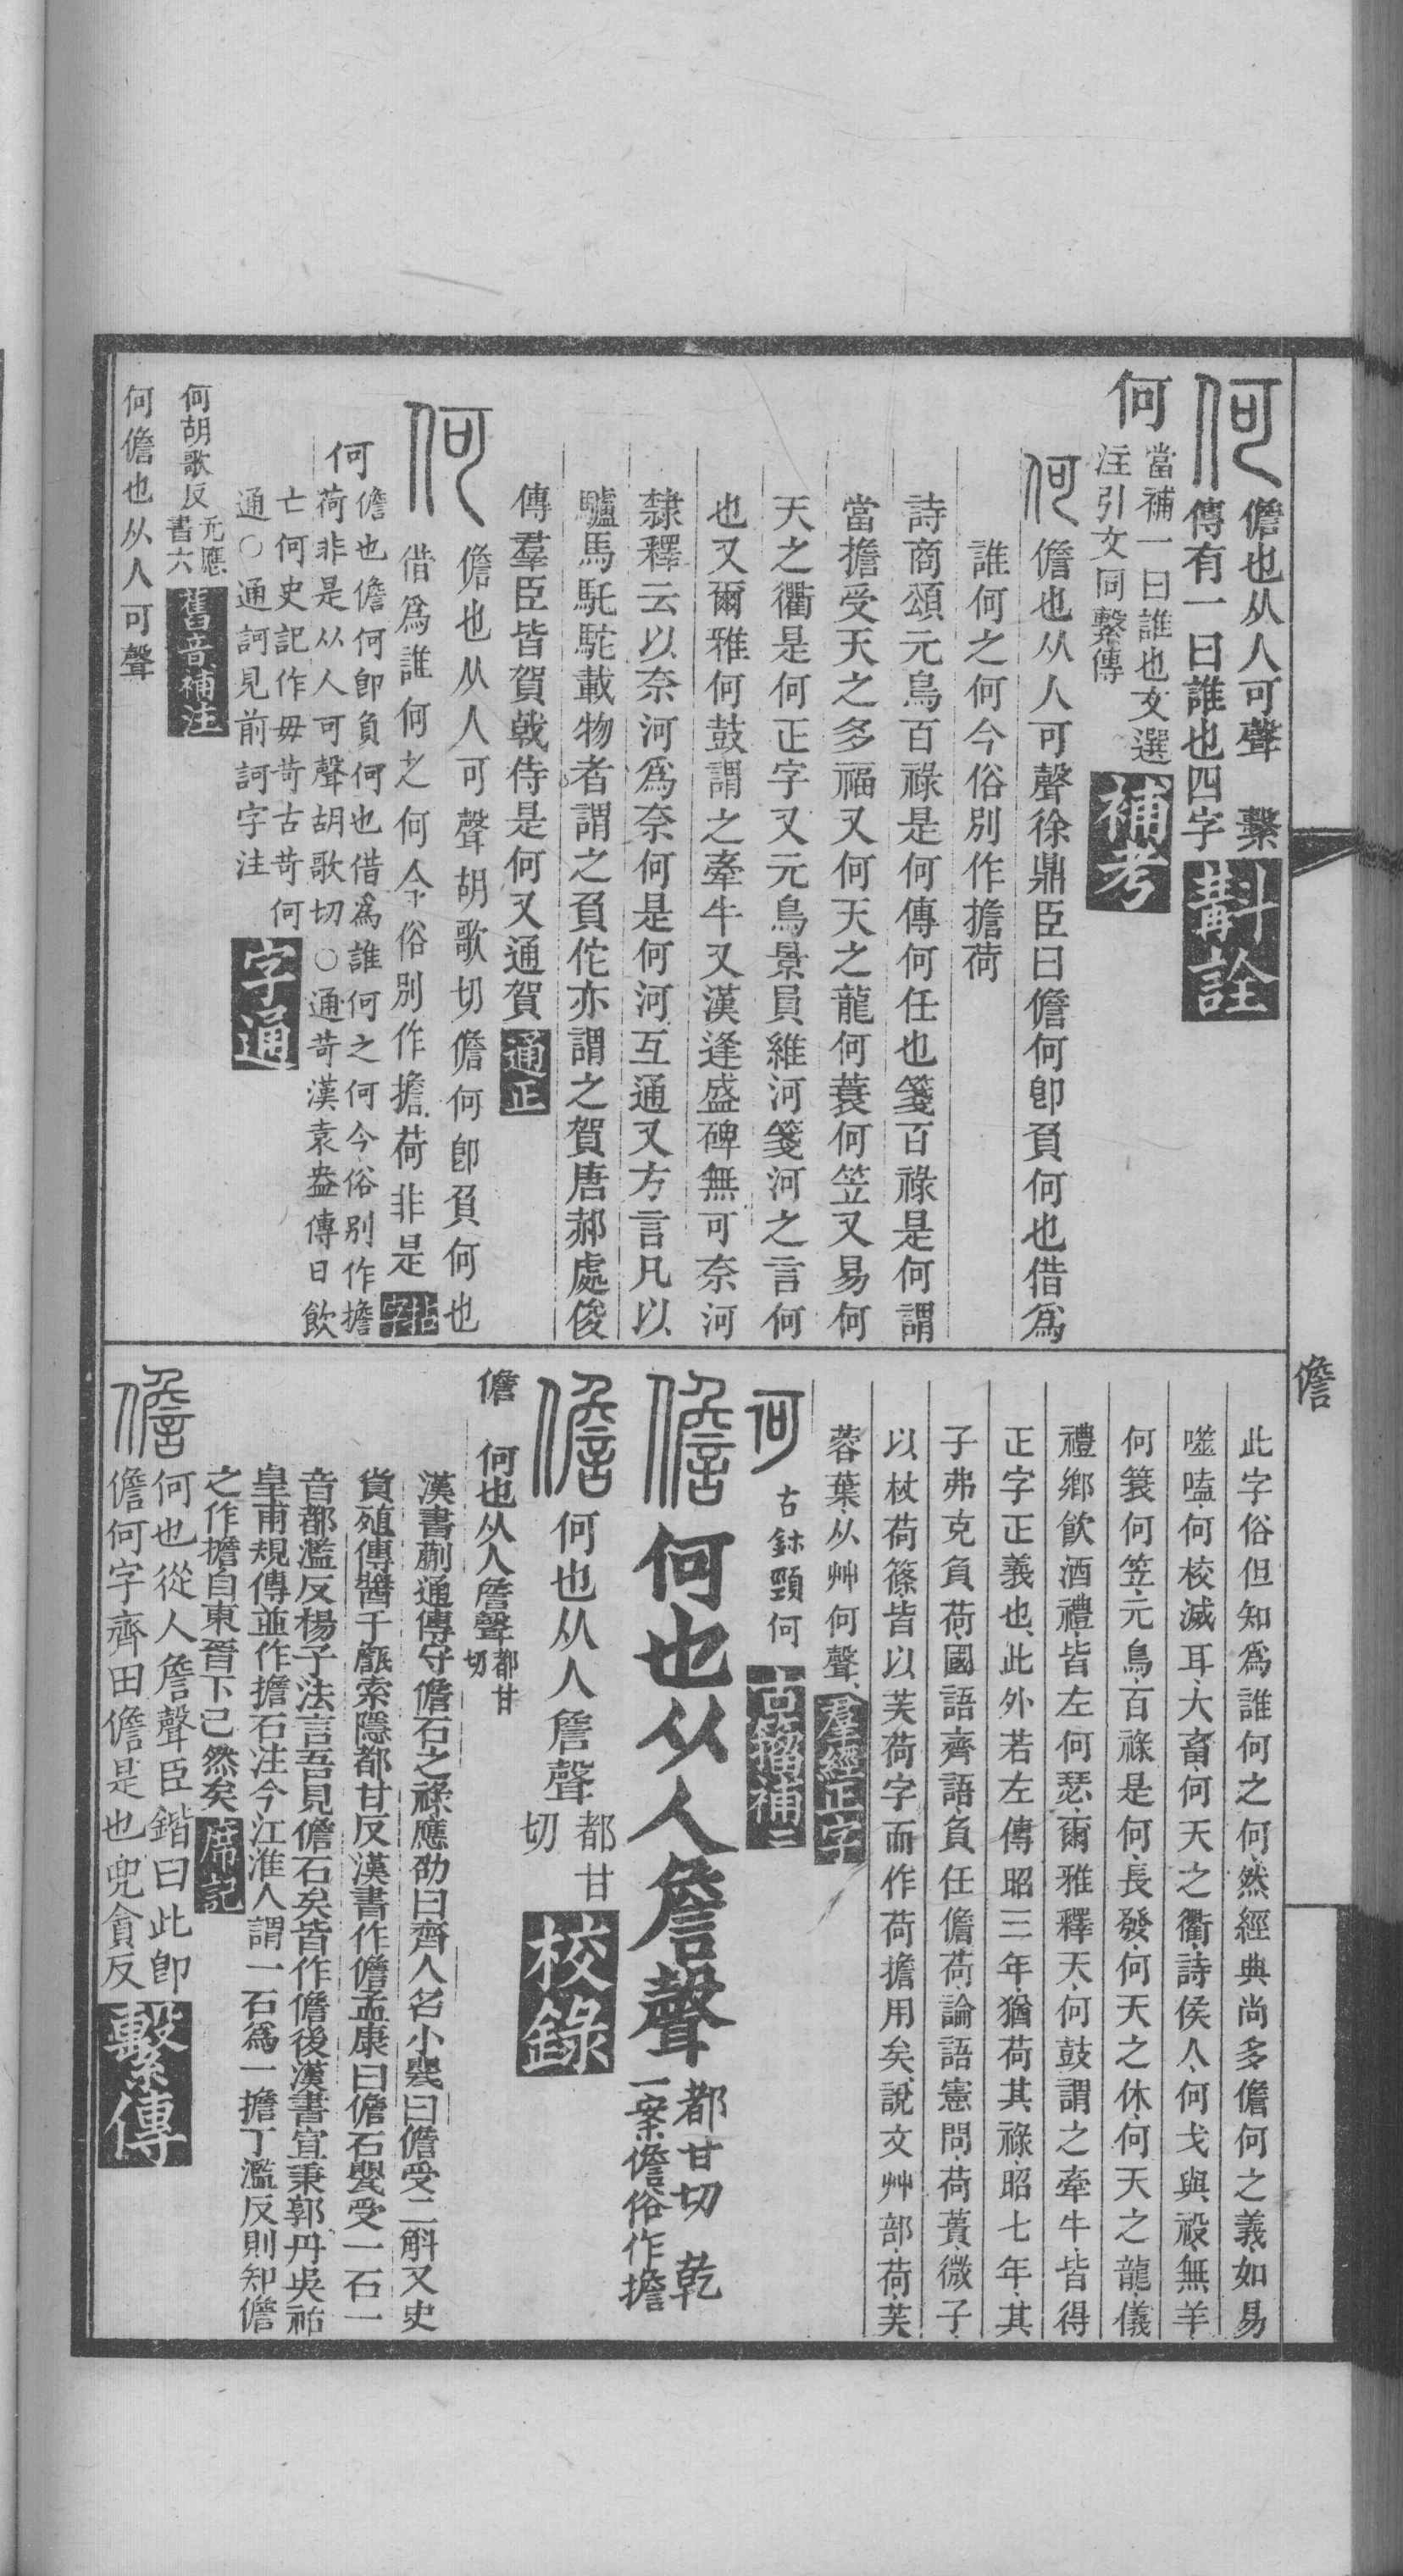 何
儋也从人可聲　繫
傳有一曰誰也四字
斠詮
何
當補一曰誰也文選
注引文同繫傳
補考
何儋也从人可聲徐鼎臣曰儋何卽負何也借爲
誰何之何今俗別作擔荷
詩商頌元鳥百祿是何傳何任也箋百祿是何謂
當擔受天之多福又何天之龍何蓑何笠又易何
天之衢是何正字又元鳥景員維河箋河之言何
也又爾雅何鼓謂之牽牛又漢逢盛碑無可奈河
隸釋云以奈河爲奈何是何河互通又方言凡以
驢馬馲駝載物者謂之負佗亦謂之賀唐郝處俊
傳羣臣皆賀戟侍是何又通賀
通正
何
儋也从人可聲胡歌切儋何卽負何也
借爲誰何之何今俗別作擔荷非是
何
儋也儋何卽負何也借爲誰何之何今俗別作擔
荷非是从人可聲胡歌切○通苛漢袁盎傳日飮
亡何史記作毋苛古苛何
通○通訶見前訶字注
字通
何胡歌反
元應
書六
舊音補注
何儋也从人可聲
儋
此字俗但知爲誰何之何、然經典尚多儋何之義、如易
噬嗑、何校滅耳、大畜、何天之衢、詩侯人、何戈與祋、無羊、
何簑何笠、元鳥、百祿是何、長發、何天之休、何天之龍、儀
禮鄉飮酒禮、皆左何瑟、爾雅釋天、何鼓謂之牽牛、皆得
正字正義也、此外若左傳昭三年、猶荷其祿、昭七年、其
子弗克負荷、國語齊語、負任儋荷、論語憲問、荷蕢、微子、
以杖荷篠、皆以芙荷字而作荷擔用矣、說文艸部、荷、芙
蓉葉、从艸何聲、
羣經正字
何
古鉥頸何
古籀補二
儋
何也从人詹聲
都甘切　乾
一案儋俗作擔
儋
何也从人詹聲
都甘
切
校錄
儋　何也从人詹聲
都甘
切
漢書蒯通傳守儋石之祿應劭曰齊人名小甖曰儋受二斛又史
貨殖傳醬千甔索隱都甘反漢書作儋孟康曰儋石甖受一石一
音都濫反楊子法言吾見儋石矣皆作儋後漢書宣秉郭丹吳祐
皇甫規傳並作擔石注今江淮人謂一石爲一擔丁濫反則知儋
之作擔自東晉下已然矣
席記
儋
何也從人詹聲臣鍇曰此卽
儋何字齊田儋是也兜貪反
繫傳